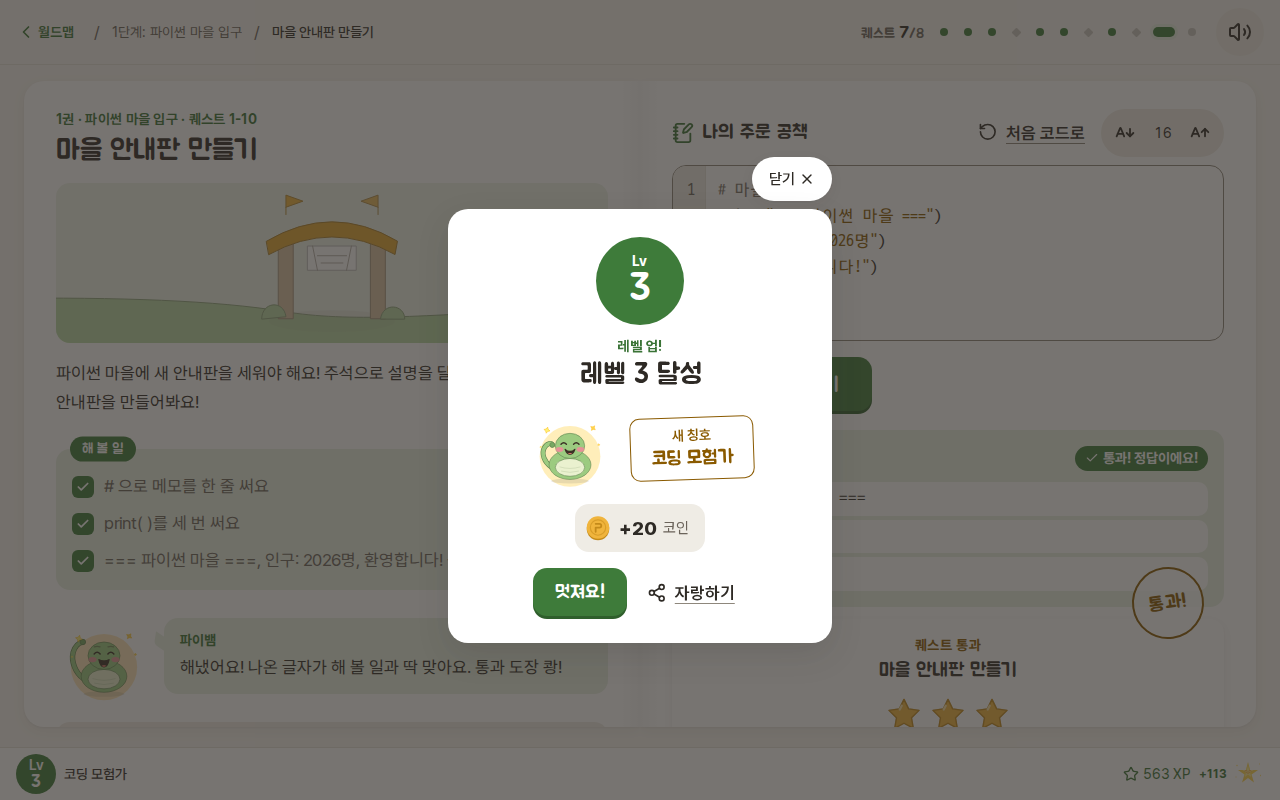 월드맵 / 1단계: 파이썬 마을 입구 / 마을 안내판 만들기
퀘스트 7/8
1권 · 파이썬 마을 입구 · 퀘스트 1-10
마을 안내판 만들기
파이썬 마을에 새 안내판을 세워야 해요! 주석으로 설명을 달
안내판을 만들어봐요!
해 볼 일
# 으로 메모를 한 줄 써요
print( )를 세 번 써요
=== 파이썬 마을 ===, 인구: 2026명, 환영합니다!
파이뱀
해냈어요! 나온 글자가 해 볼 일과 딱 맞아요. 통과 도장 쾅!
나의 주문 공책
처음 코드로
A↓ 16 A↑
1 # 마
이썬 마을 ===")
026명")
니다!")
통과! 정답이에요!
===
통과!
퀘스트 통과
마을 안내판 만들기
닫기 ×
Lv
3
레벨 업!
레벨 3 달성
새 칭호
코딩 모험가
+20 코인
멋져요!
자랑하기
Lv
3
코딩 모험가
563 XP +113